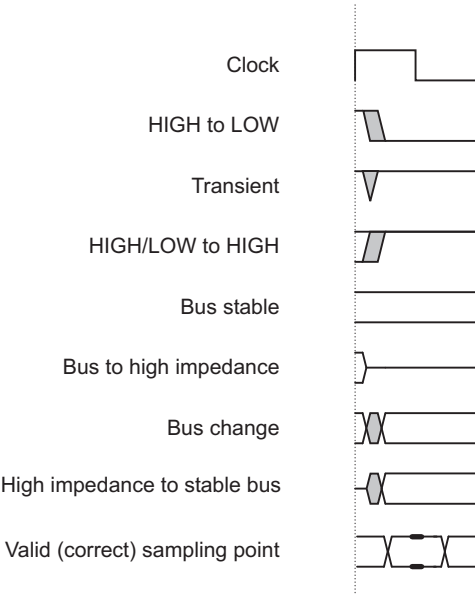 Clock
HIGH to LOW
Transient
HIGH/LOW to HIGH
Bus stable
Bus to high impedance
Bus change
High impedance to stable bus
Valid (correct) sampling point